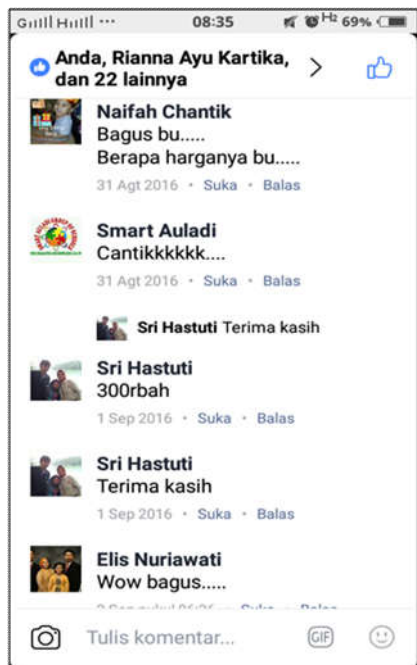 08:35
69%
Anda, Rianna Ayu Kartika,
dan 22 lainnya
Naifah Chantik
Bagus bu.....
Berapa harganya bu.....
31 Agt 2016 • Suka • Balas
Smart Auladi
Cantikkkkkk....
31 Agt 2016 • Suka • Balas
Sri Hastuti Terima kasih
Sri Hastuti
300rbah
1 Sep 2016 • Suka • Balas
Sri Hastuti
Terima kasih
1 Sep 2016 • Suka • Balas
Elis Nuriawati
Wow bagus.....
Tulis komentar...
GIF